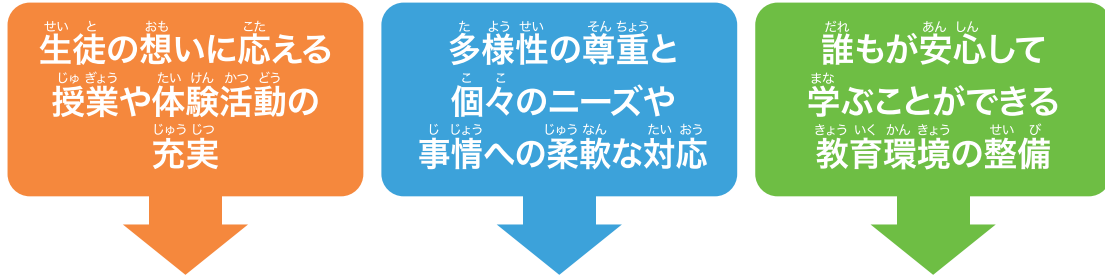 生徒の想いに応える
授業や体験活動の
充実
多様性の尊重と
個々のニーズや
事情への柔軟な対応
誰もが安心して
学ぶことができる
教育環境の整備